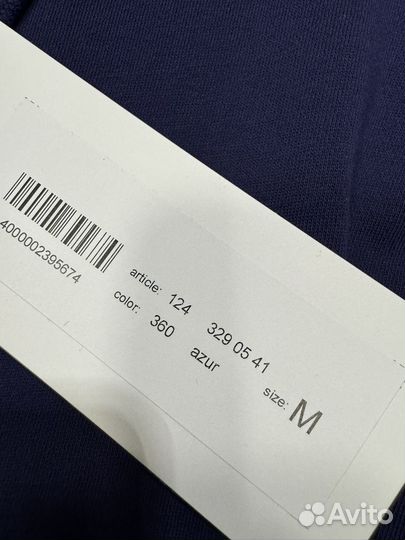 4000002395674
article: 124 329 05 41
color: 360 azur
size: M
Avito